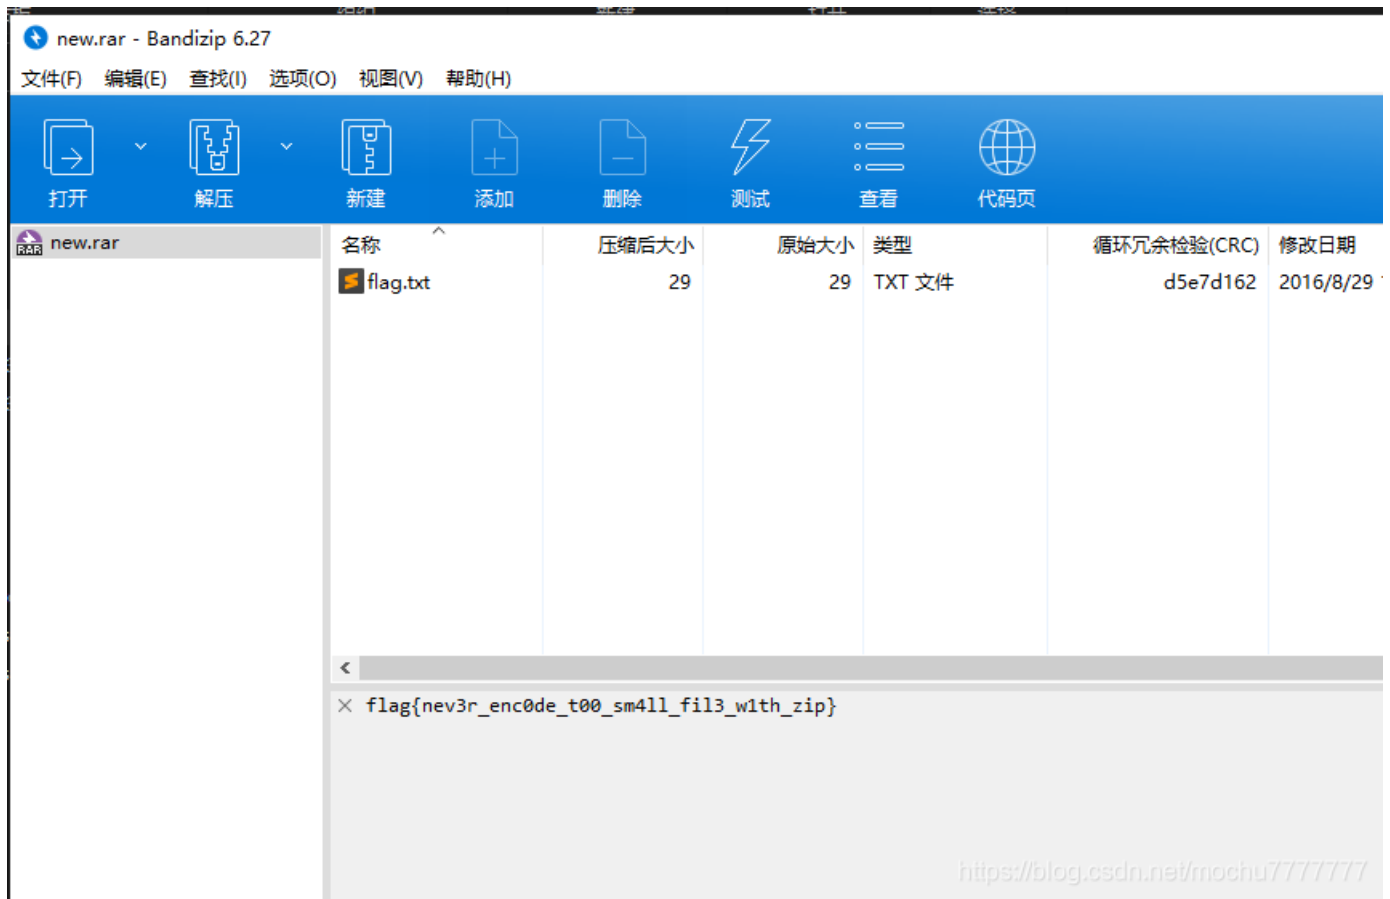 new.rar - Bandizip 6.27
文件(F) 编辑(E) 查找(I) 选项(O) 视图(V) 帮助(H)
打开 解压 新建 添加 删除 测试 查看 代码页
new.rar
RAR
名称 压缩后大小 原始大小 类型 循环冗余检验(CRC) 修改日期
flag.txt 29 29 TXT 文件 d5e7d162 2016/8/29
flag{nev3r_enc0de_t00_sm4ll_fil3_w1th_zip}
https://blog.csdn.net/mochu7777777